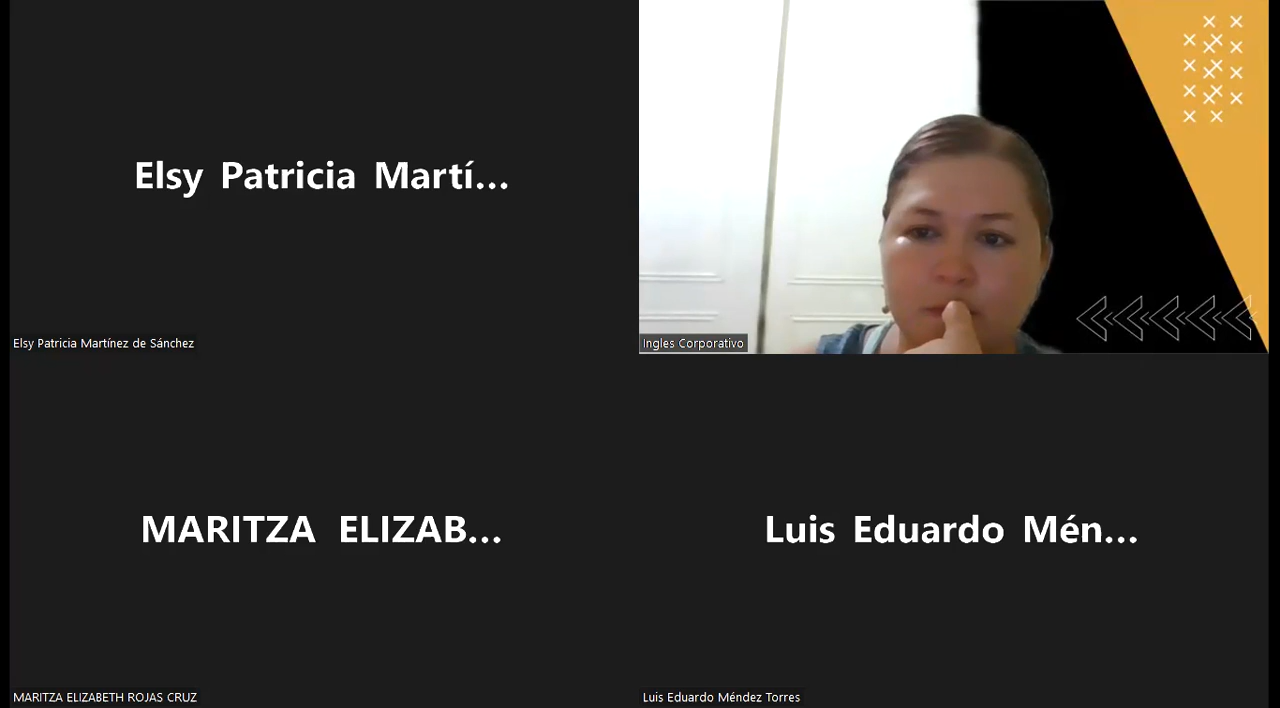 Elsy Patricia Martí...
Elsy Patricia Martínez de Sánchez
Ingles Corporativo
MARITZA ELIZAB...
MARITZA ELIZABETH ROJAS CRUZ
Luis Eduardo Mén...
Luis Eduardo Méndez Torres